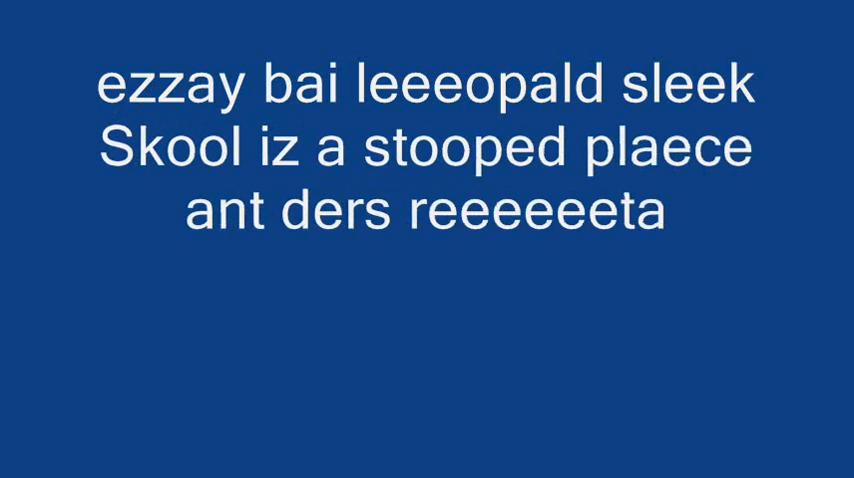 ezzay bai leeeopald sleek
Skool iz a stooped plaece
ant ders reeeeeeta